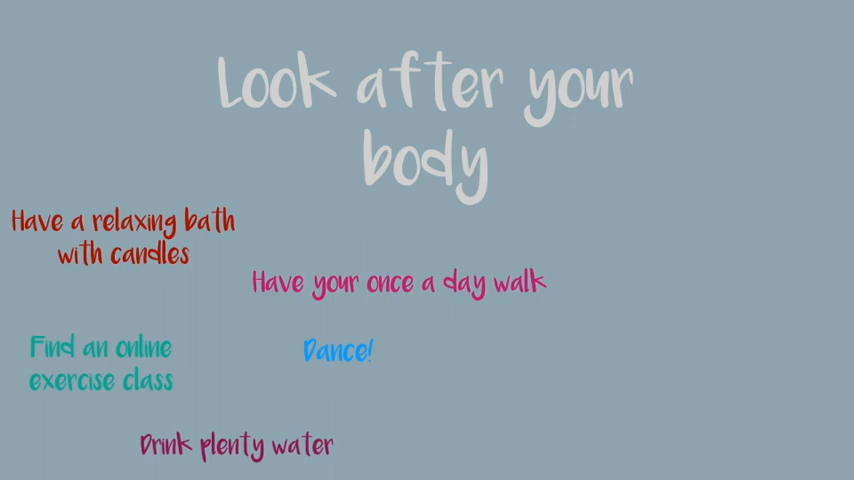 Look after your
body
Have a relaxing bath
with candles
Have your once a day walk
Find an online
exercise class
Dance!
Drink plenty water